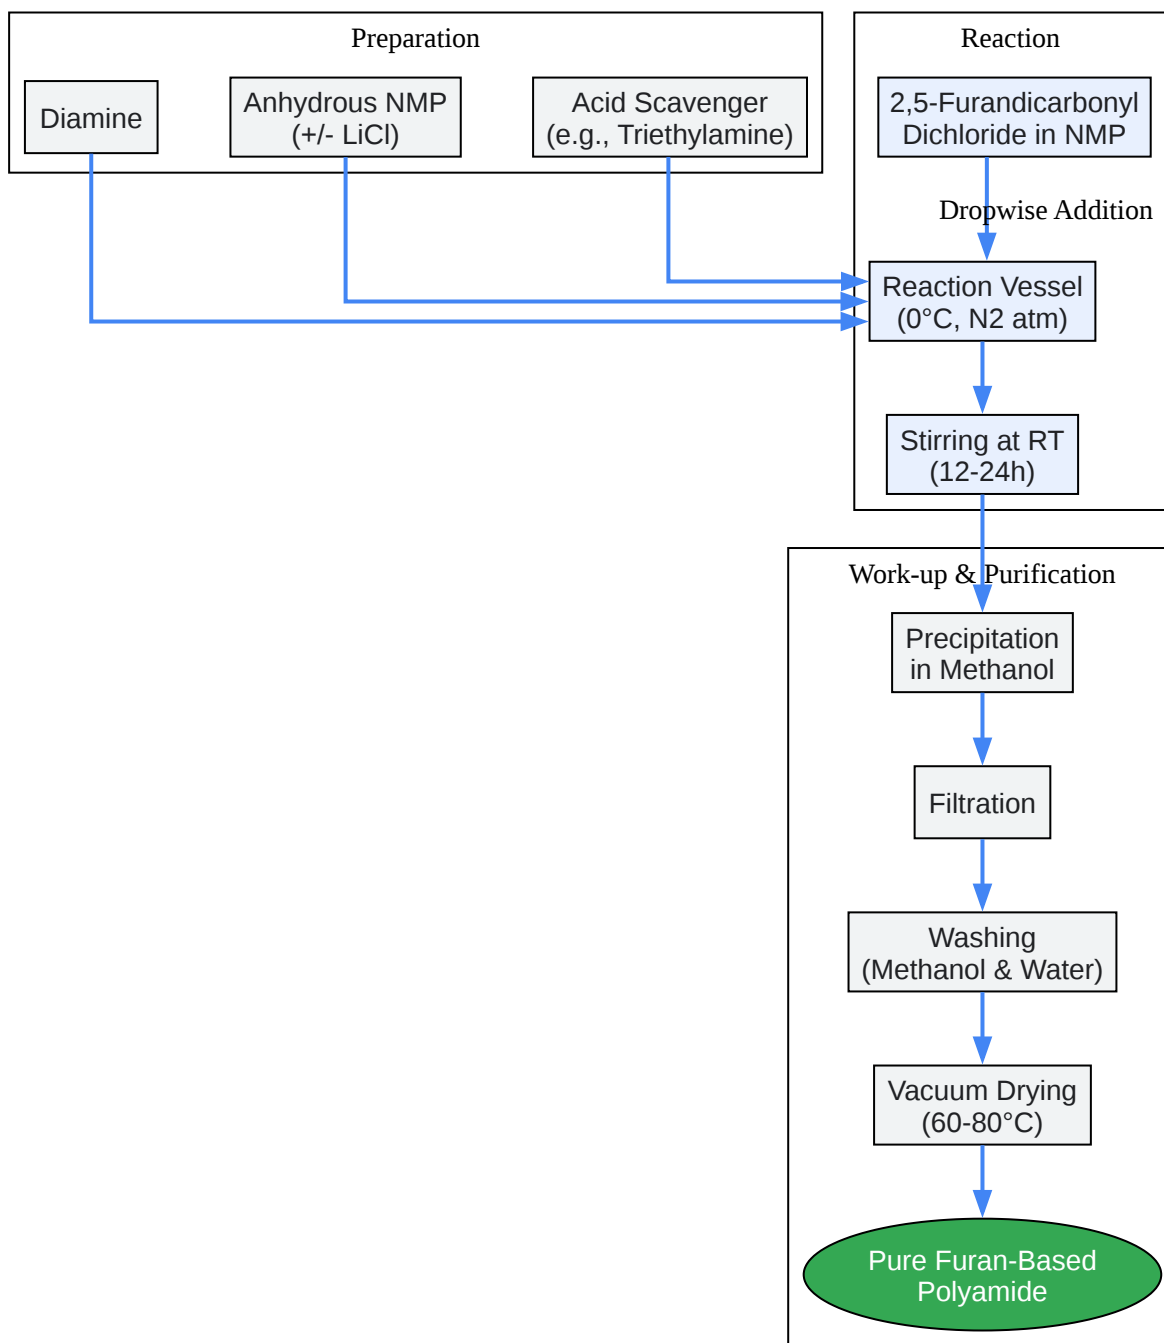 Preparation
Diamine
Anhydrous NMP
(+/- LiCl)
Acid Scavenger
(e.g., Triethylamine)
Reaction
2,5-Furandicarbonyl
Dichloride in NMP
Dropwise Addition
Reaction Vessel
(0°C, N2 atm)
Stirring at RT
(12-24h)
Work-up & Purification
Precipitation
in Methanol
Filtration
Washing
(Methanol & Water)
Vacuum Drying
(60-80°C)
Pure Furan-Based
Polyamide